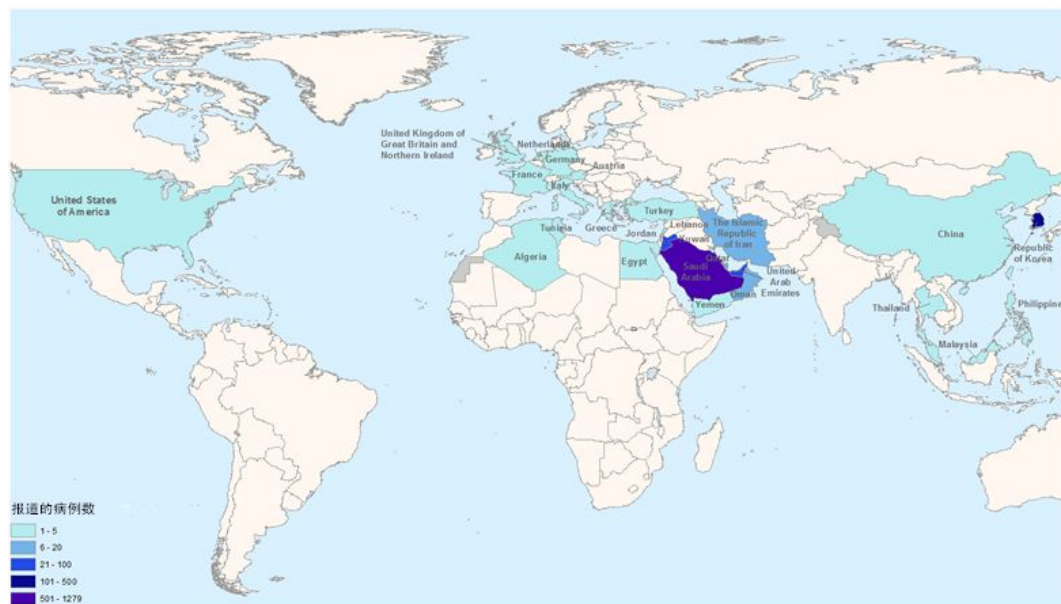 United Kingdom of
Great Britain and
Northern Ireland
Netherlands
Germany
Austria
France
Italy
United States
of America
Turkey
Tunisia
Greece
Lebanon
Jordan
Kuwait
The Islamic
Republic
of Iran
Algeria
Egypt
Qatar
Saudi
Arabia
United
Arab
Emirates
Oman
Yemen
China
Republic
of Korea
Thailand
Philippine
Malaysia
报道的病例数
1 - 5
6 - 20
21 - 100
101 - 500
501 - 1279